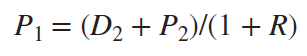 P₁ = (D₂ + P₂)/(1 + R)